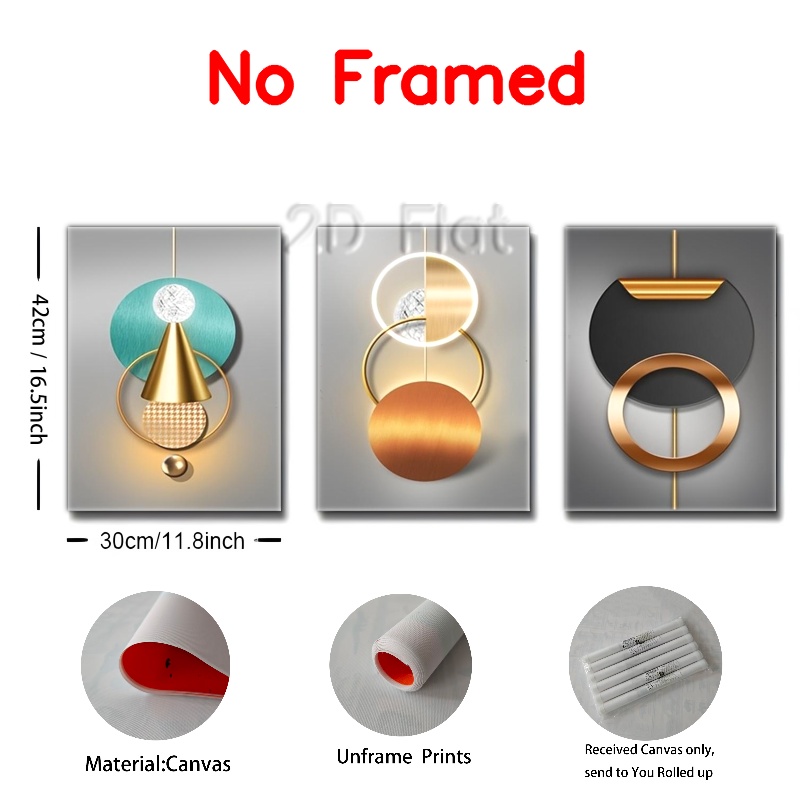 No Framed
2D Flat
42cm / 16.5inch
30cm/11.8inch
Material:Canvas
Unframe Prints
Received Canvas only,
send to You Rolled up